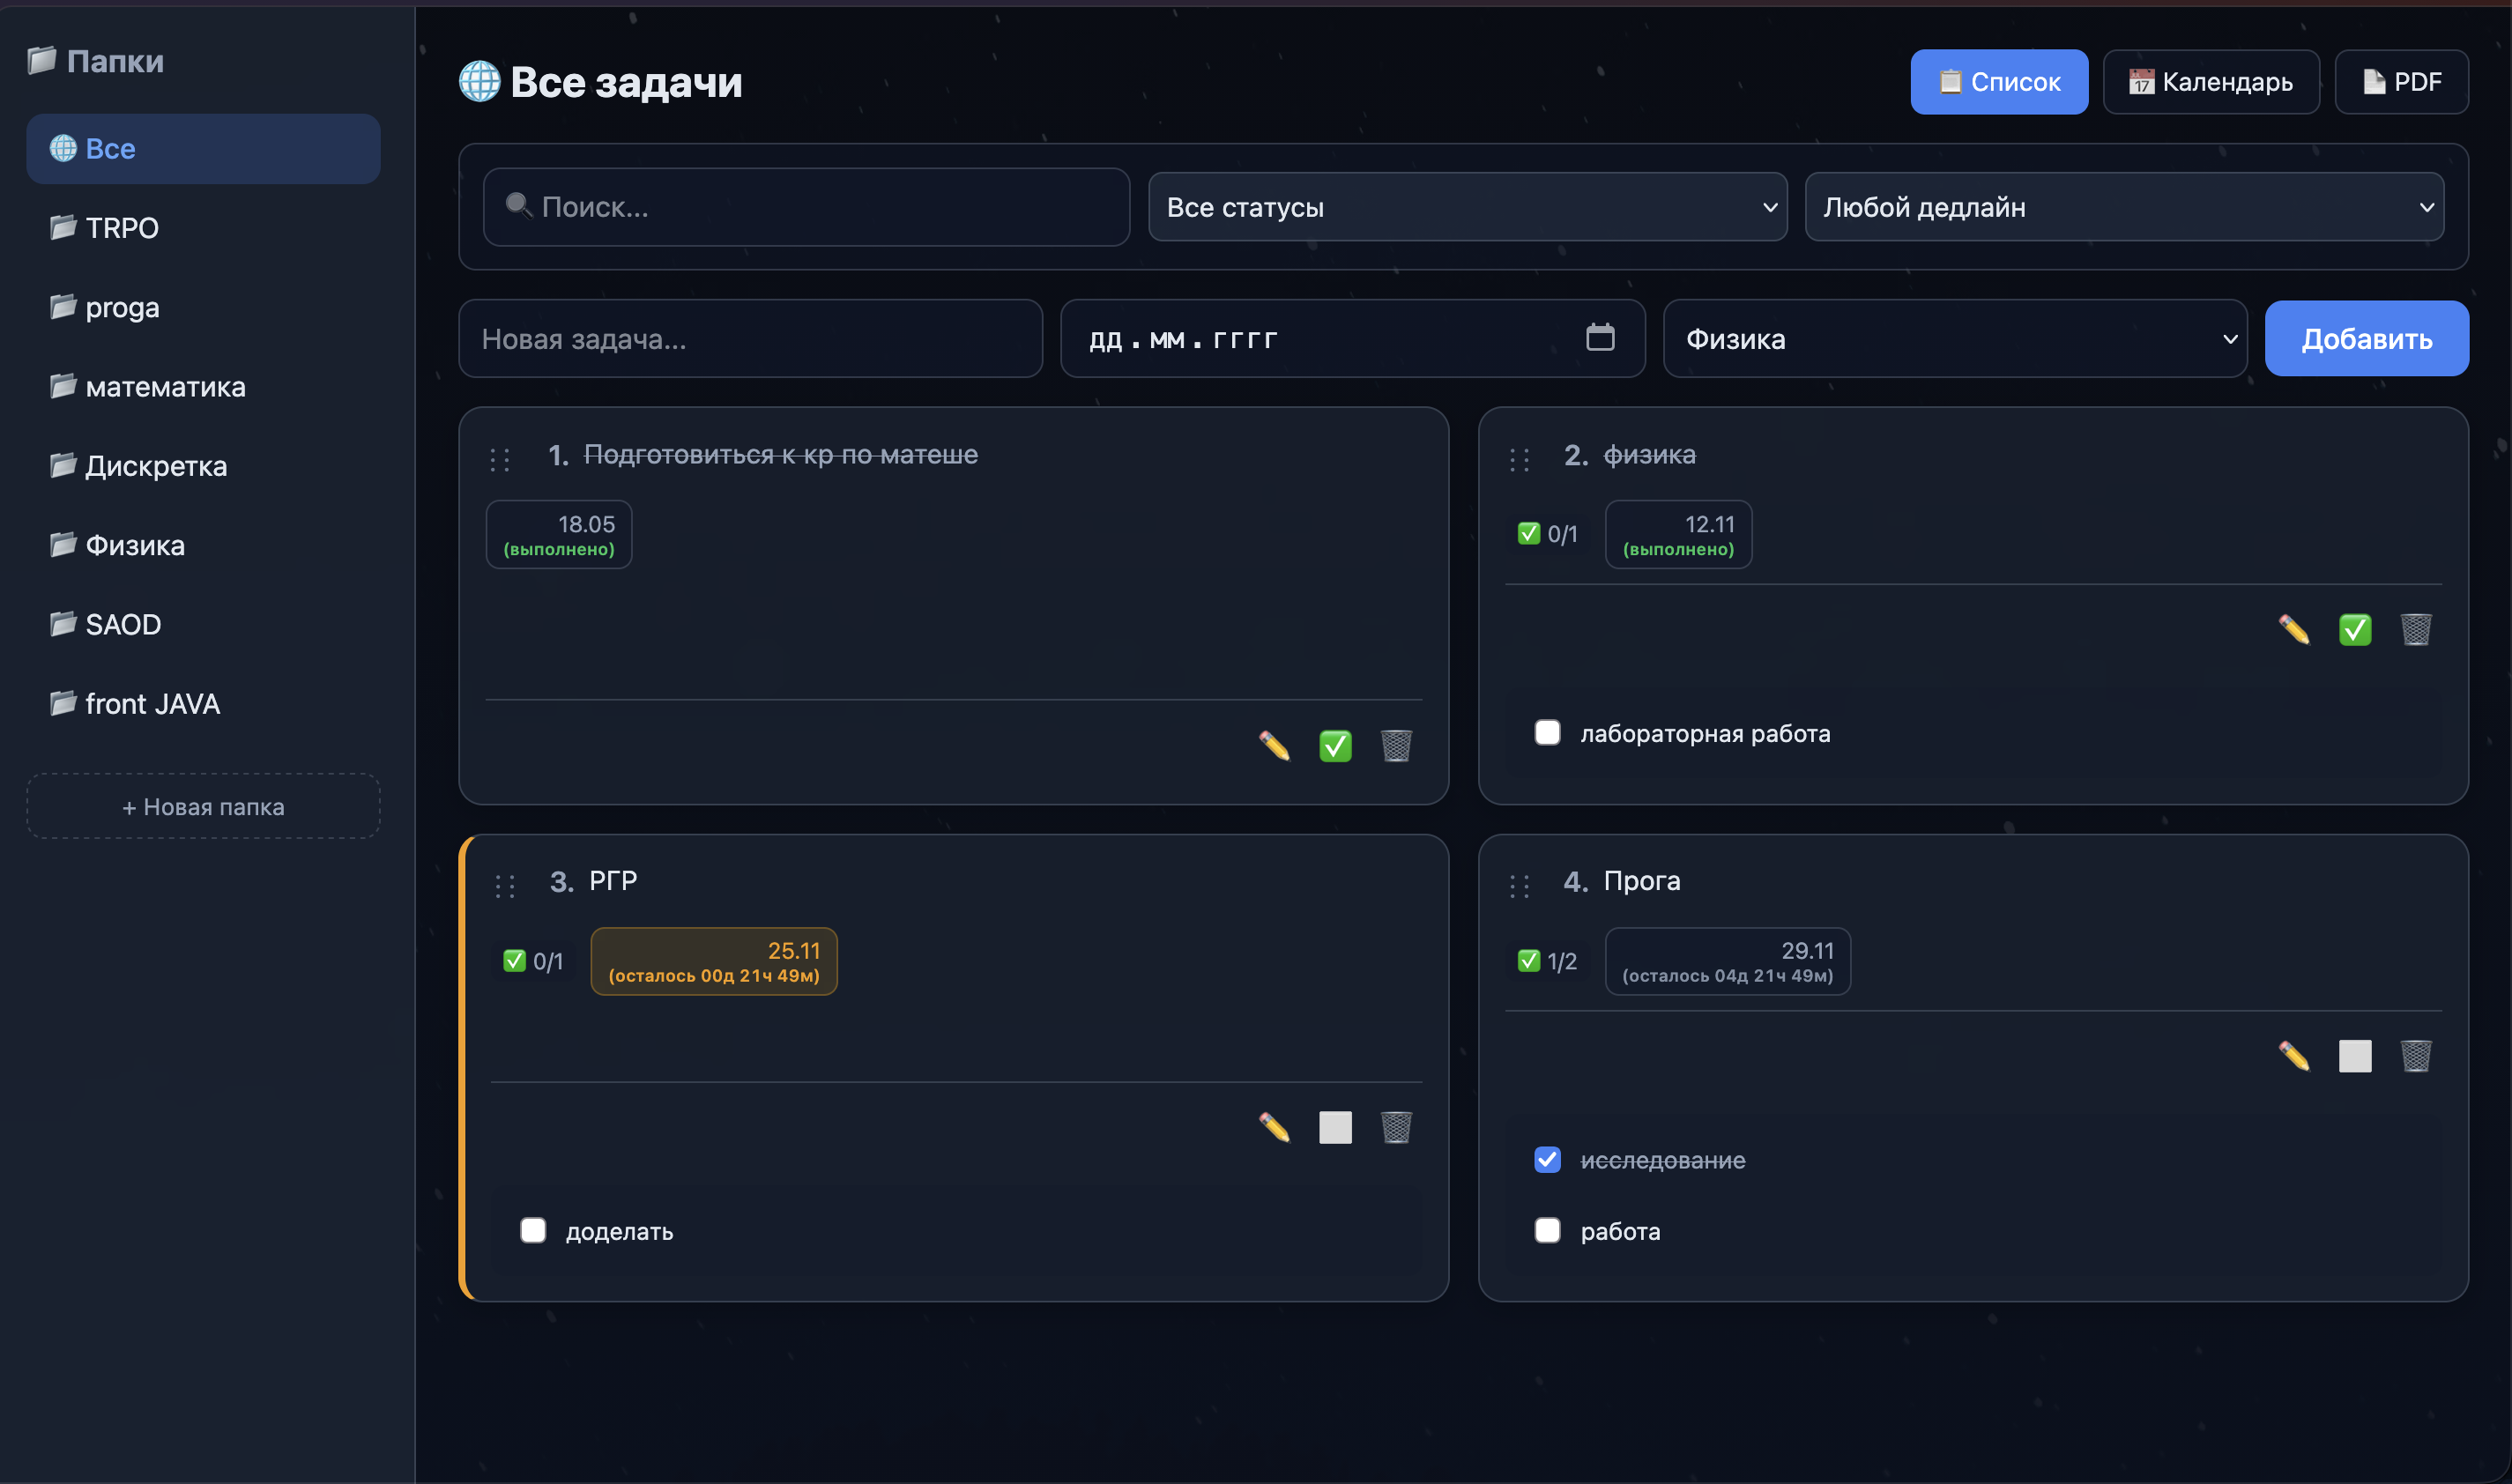 Папки
Все
TRPO
proga
математика
Дискретка
Физика
SAOD
front JAVA
+ Новая папка
Все задачи
Список
17 Календарь
PDF
Поиск...
Все статусы
Любой дедлайн
Новая задача...
дд.мм.гггг
Физика
Добавить
1. Подготовиться к кр по матеше
18.05
(выполнено)
2. физика
0/1
12.11
(выполнено)
лабораторная работа
3. РГР
0/1
25.11
(осталось 00д 21ч 49м)
доделать
4. Прога
1/2
29.11
(осталось 04д 21ч 49м)
исследование
работа